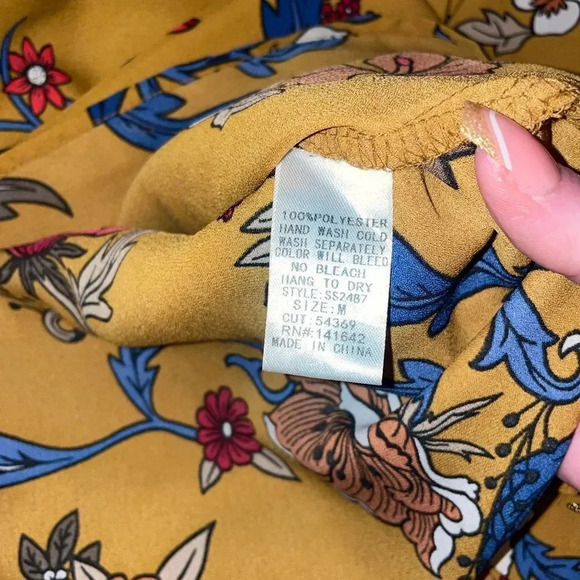 100%POLYESTER
HAND WASH COLD
WASH SEPARATELY
COLOR WILL BLEED
NO BLEACH
HANG TO DRY
STYLE: SS2487
SIZE: M
CUT: 54369
RN#: 141642
MADE IN CHINA